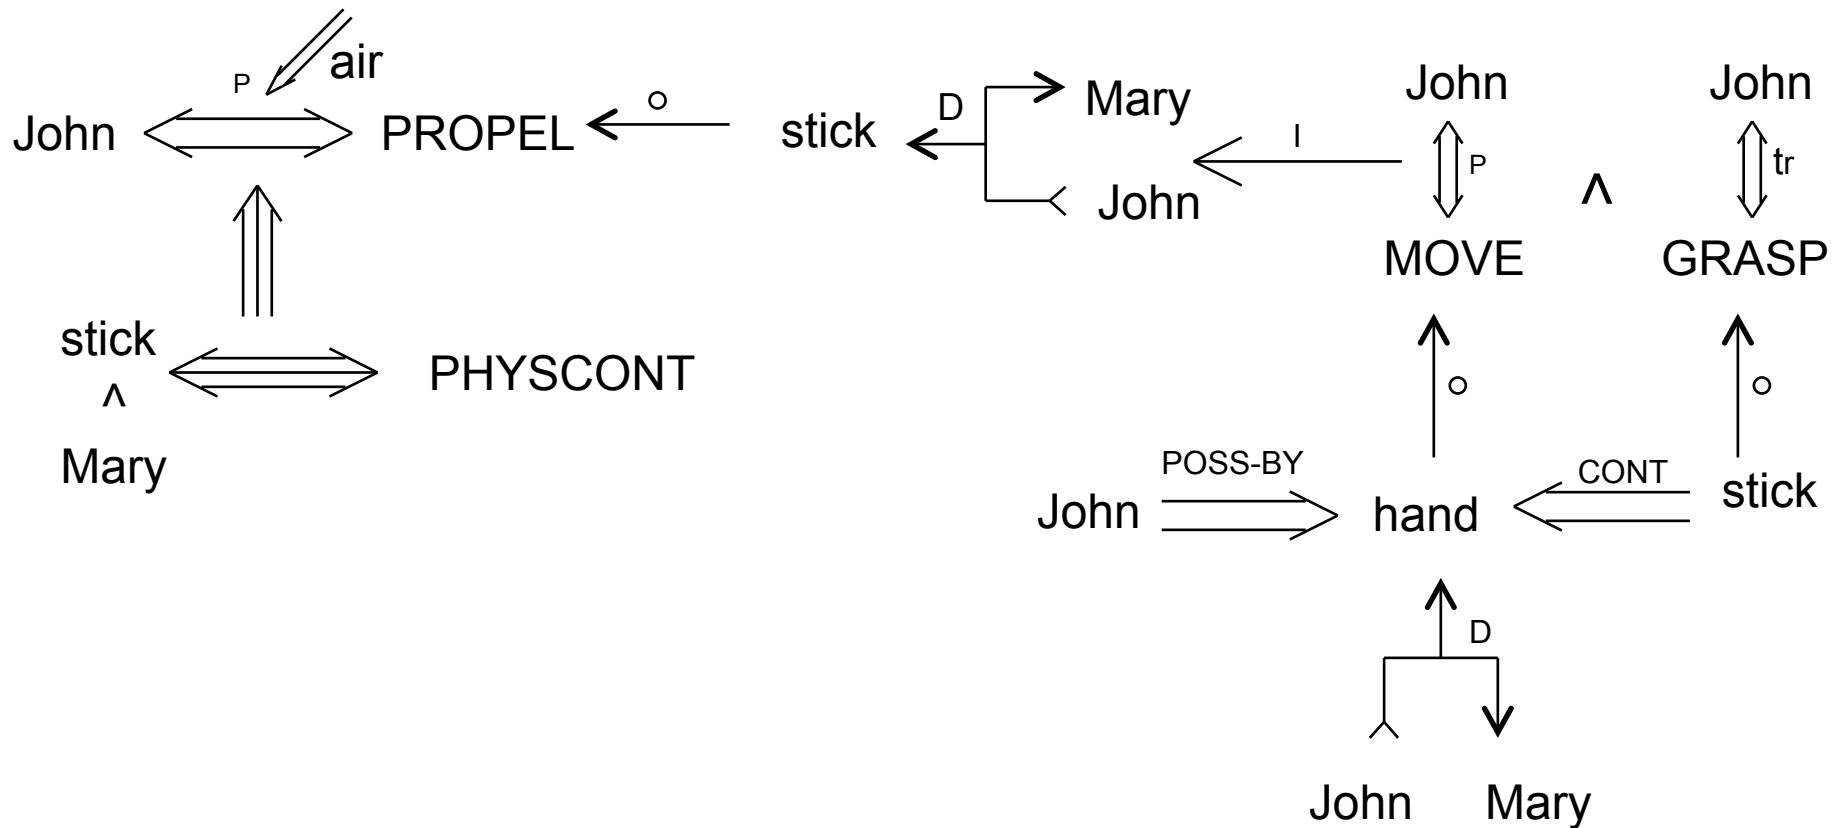 air
P
John
PROPEL
o
stick
D
Mary
John
I
John
P
MOVE
^
John
tr
GRASP
stick
^
Mary
PHYSCONT
o
o
John
POSS-BY
hand
CONT
stick
D
John
Mary